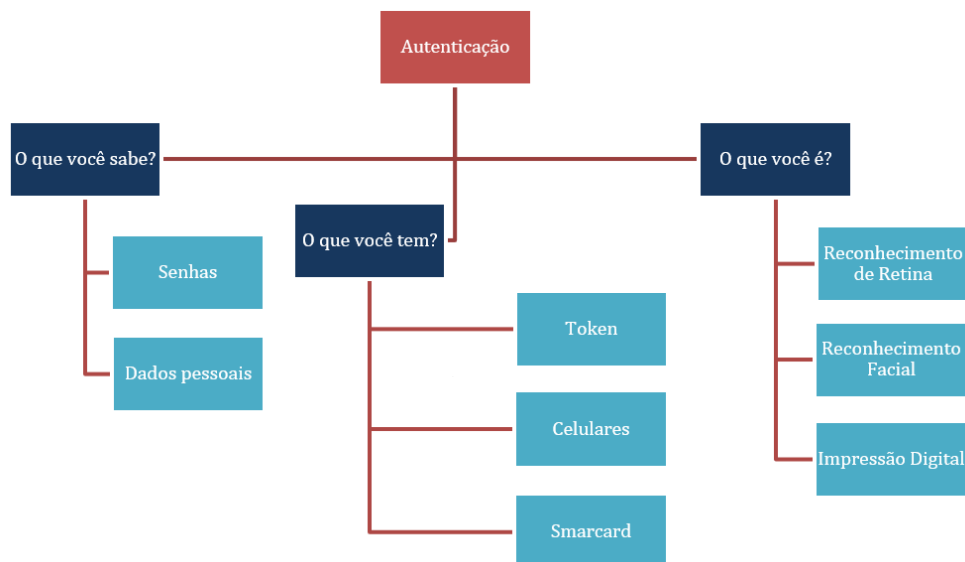 Autenticação
O que você sabe?
Senhas
Dados pessoais
O que você tem?
Token
Celulares
Smarcard
O que você é?
Reconhecimento
de Retina
Reconhecimento
Facial
Impressão Digital